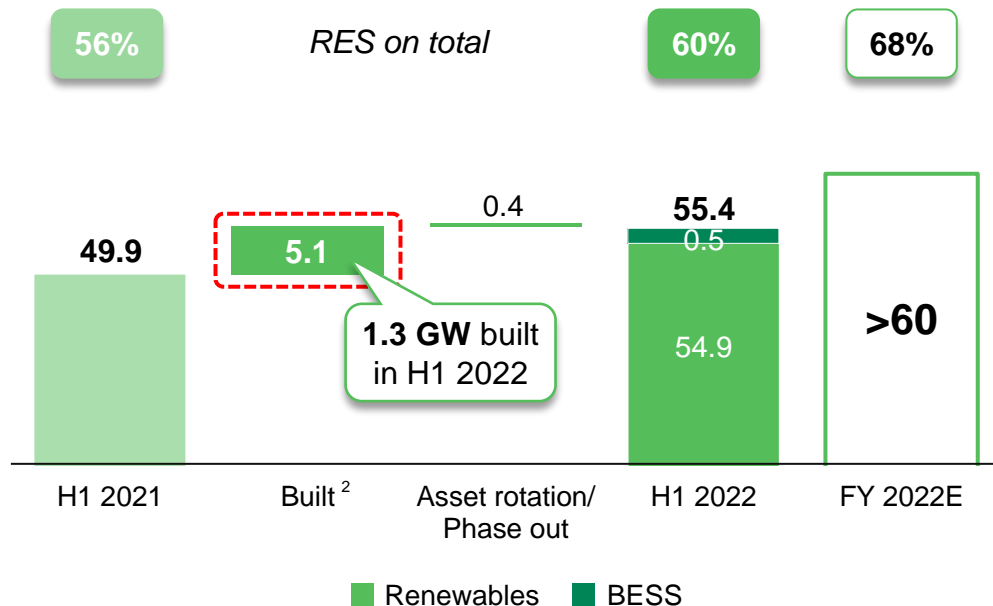 56%
RES on total
60%
68%
49.9
5.1
0.4
55.4
0.5
54.9
>60
1.3 GW built
in H1 2022
H1 2021
Built 2
Asset rotation/
Phase out
H1 2022
FY 2022E
Renewables
BESS